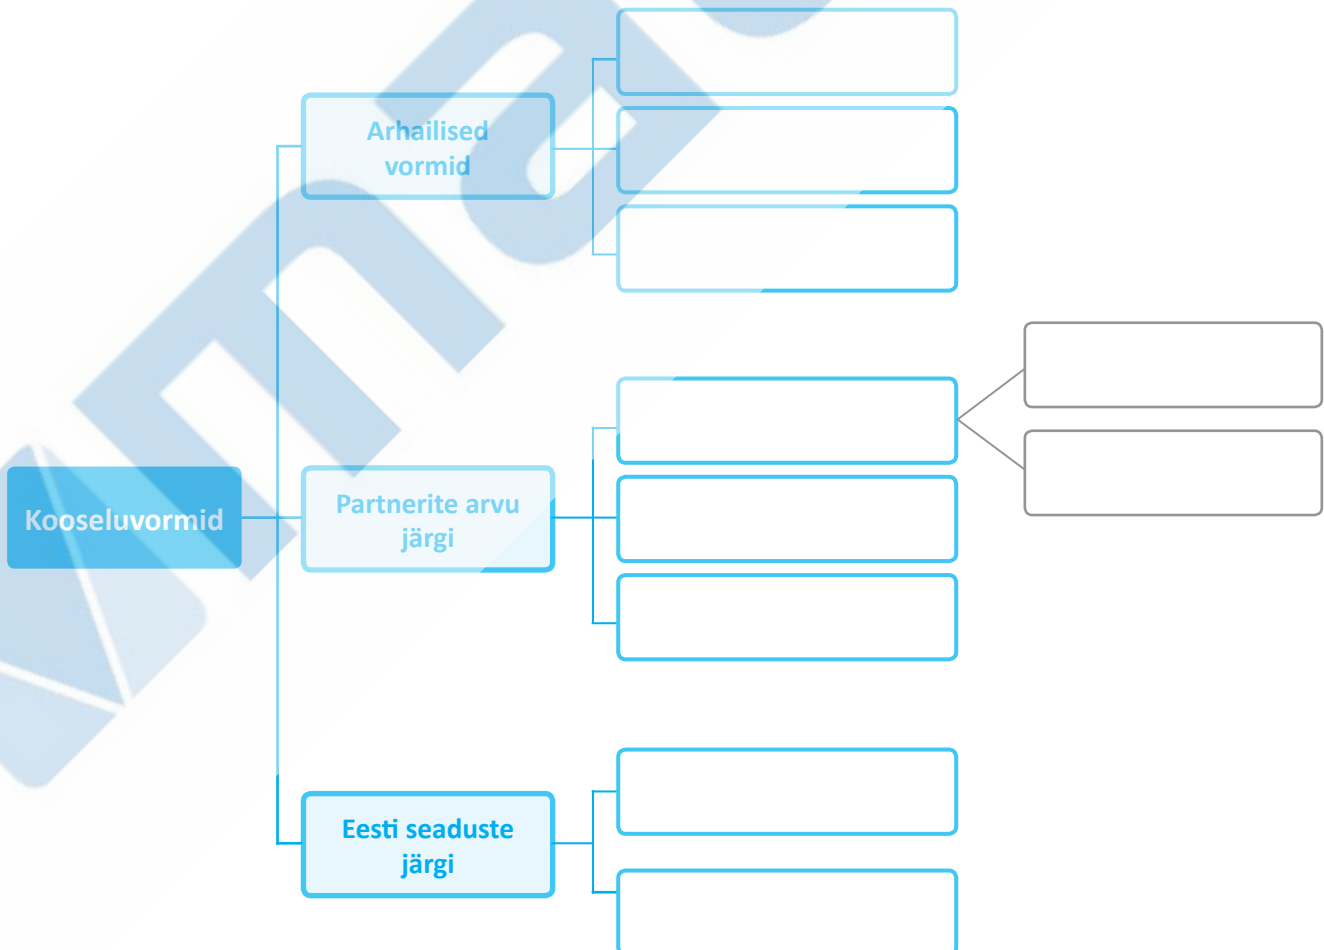 Arhailised
vormid
Kooseluvormid
Partnerite arvu
järgi
Eesti seaduste
järgi